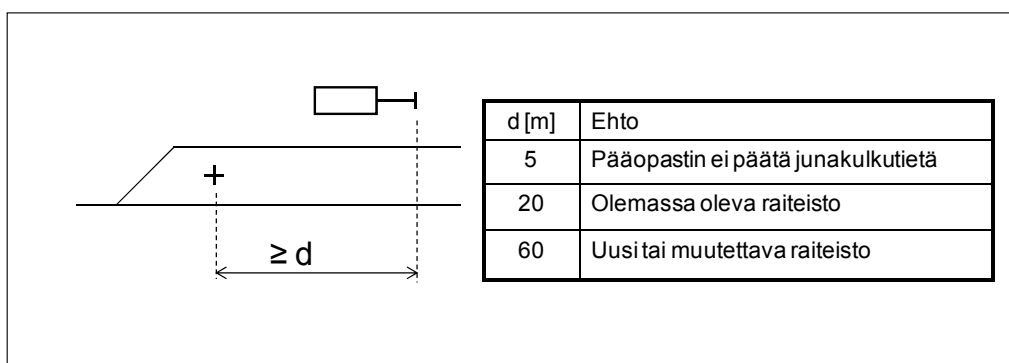 ≥ d
d [m] Ehto
5 Pääopastin ei päätä junakulkutietä
20 Olemassa oleva raiteisto
60 Uusi tai muutettava raiteisto